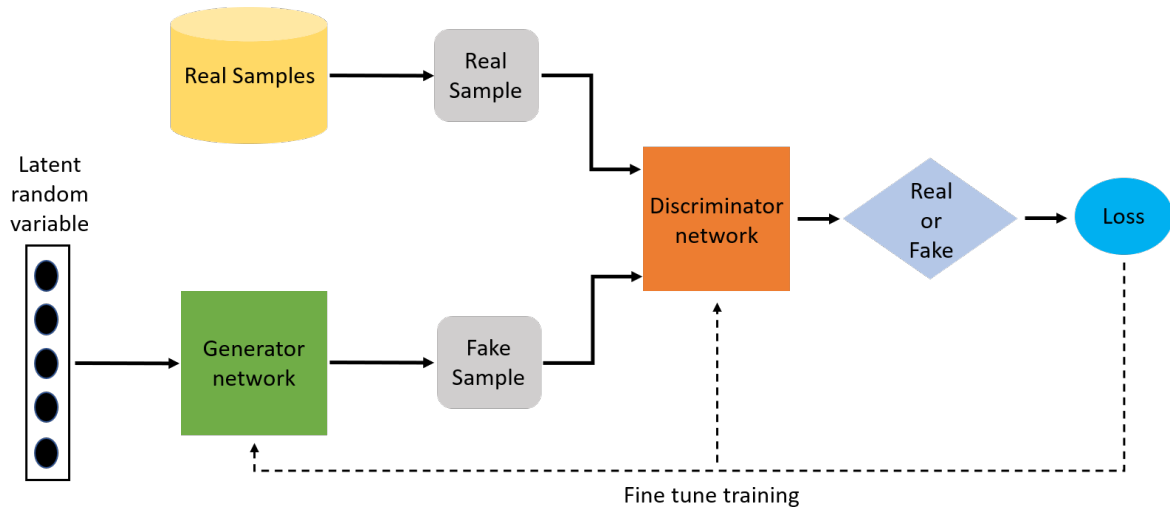 Real Samples
Real
Sample
Latent
random
variable
Discriminator
network
Real
or
Fake
Loss
Generator
network
Fake
Sample
Fine tune training